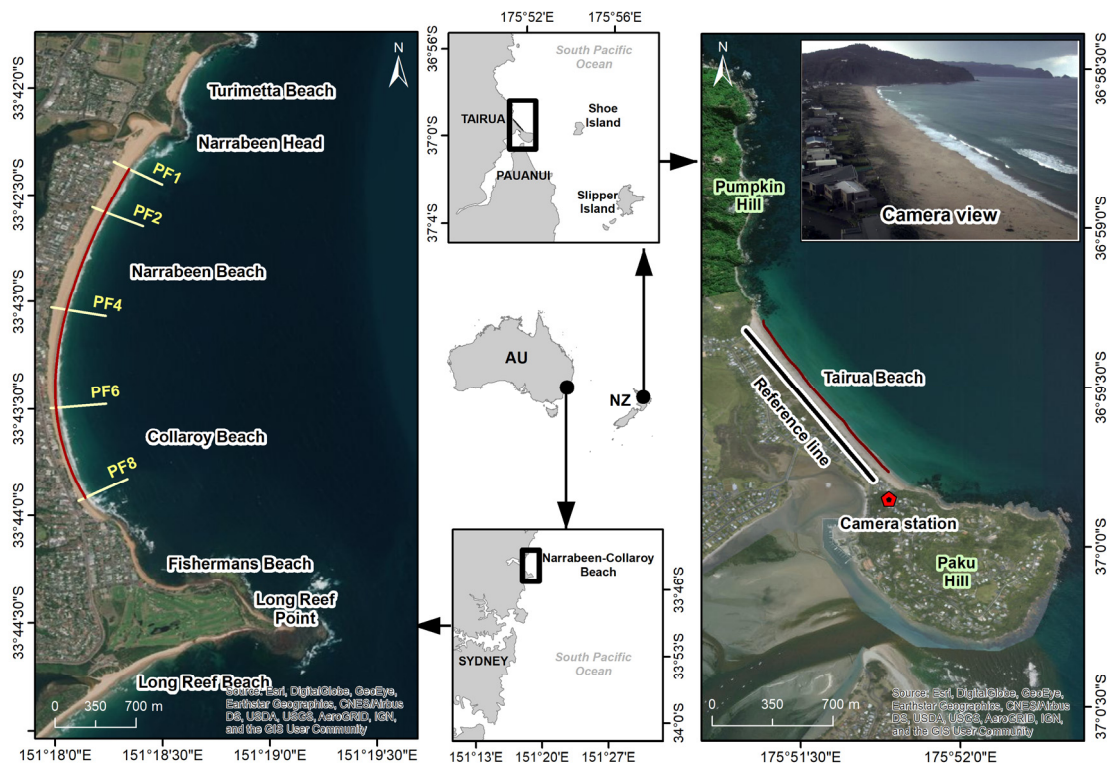 33°42'0"S
33°42'30"S
33°43'0"S
33°43'30"S
33°44'0"S
33°44'30"S
N
Turimetta Beach
Narrabeen Head
PF1
PF2
Narrabeen Beach
PF4
PF6
Collaroy Beach
PF8
Fishermans Beach
Long Reef
Point
Long Reef Beach
Source: Esri, DigitalGlobe, GeoEye,
Earthstar Geographics, CNES/Airbus
DS, USDA, USGS, AeroGRID, IGN,
and the GIS User Community
0 350 700 m
151°18'0"E
151°18'30"E
151°19'0"E
151°19'30"E
175°52'E
175°56'E
36°56'S
37°0'S
37°4'S
South Pacific
Ocean
TAIRUA
Shoe
Island
PAUANUI
Slipper
Island
AU
NZ
Narrabeen-Collaroy
Beach
SYDNEY
South Pacific
Ocean
33°46'S
33°53'S
34°0'S
151°13'E
151°20'E
151°27'E
N
Camera view
Pumpkin
Hill
Tairua Beach
Reference line
Camera station
Paku
Hill
Source: Esri, DigitalGlobe, GeoEye,
Earthstar Geographics, CNES/Airbus
DS, USDA, USGS, AeroGRID, IGN,
and the GIS User Community
0 350 700 m
36°58'30"S
36°59'0"S
36°59'30"S
37°0'0"S
37°0'30"S
175°51'30"E
175°52'0"E